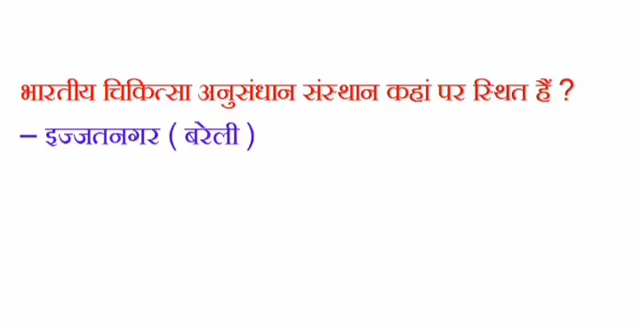 भारतीय चिकित्सा अनुसंधान संस्थान कहां पर स्थित हैं ?
– इज्जतनगर ( बरेली )